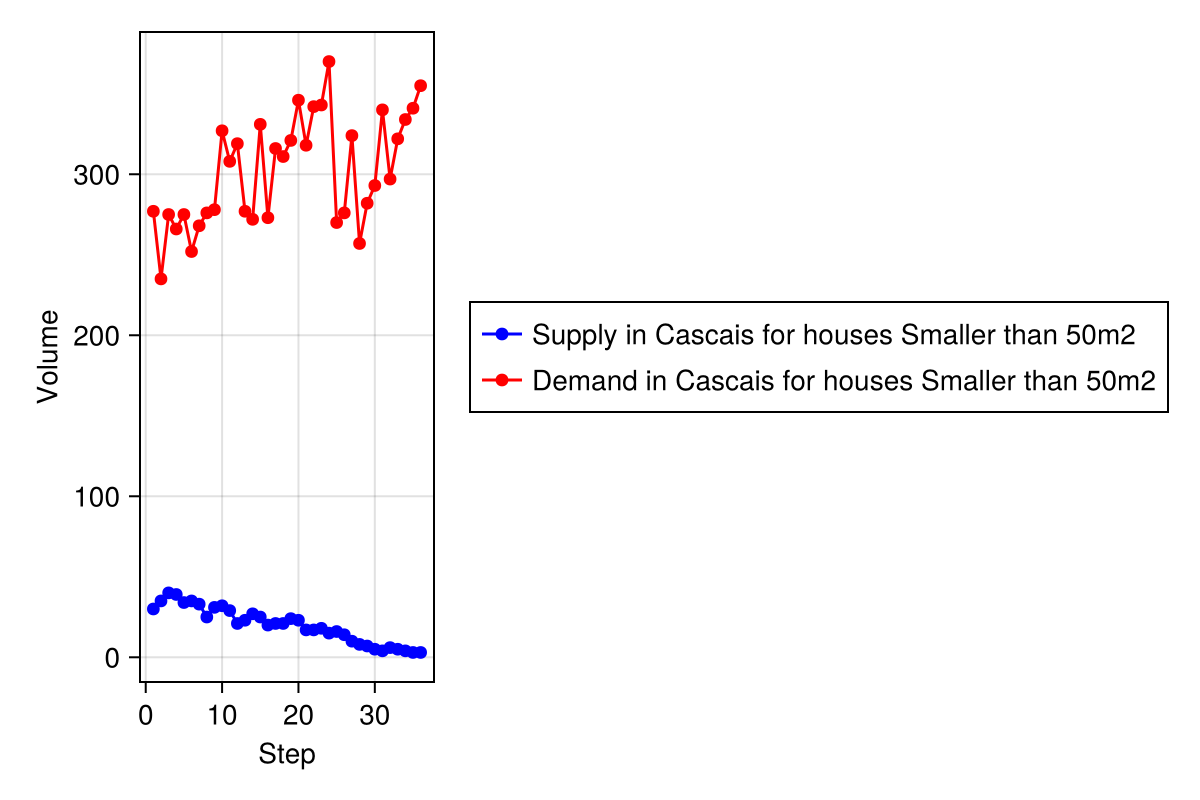 Volume
300
200
100
0
0 10 20 30
Step
Supply in Cascais for houses Smaller than 50m2
Demand in Cascais for houses Smaller than 50m2